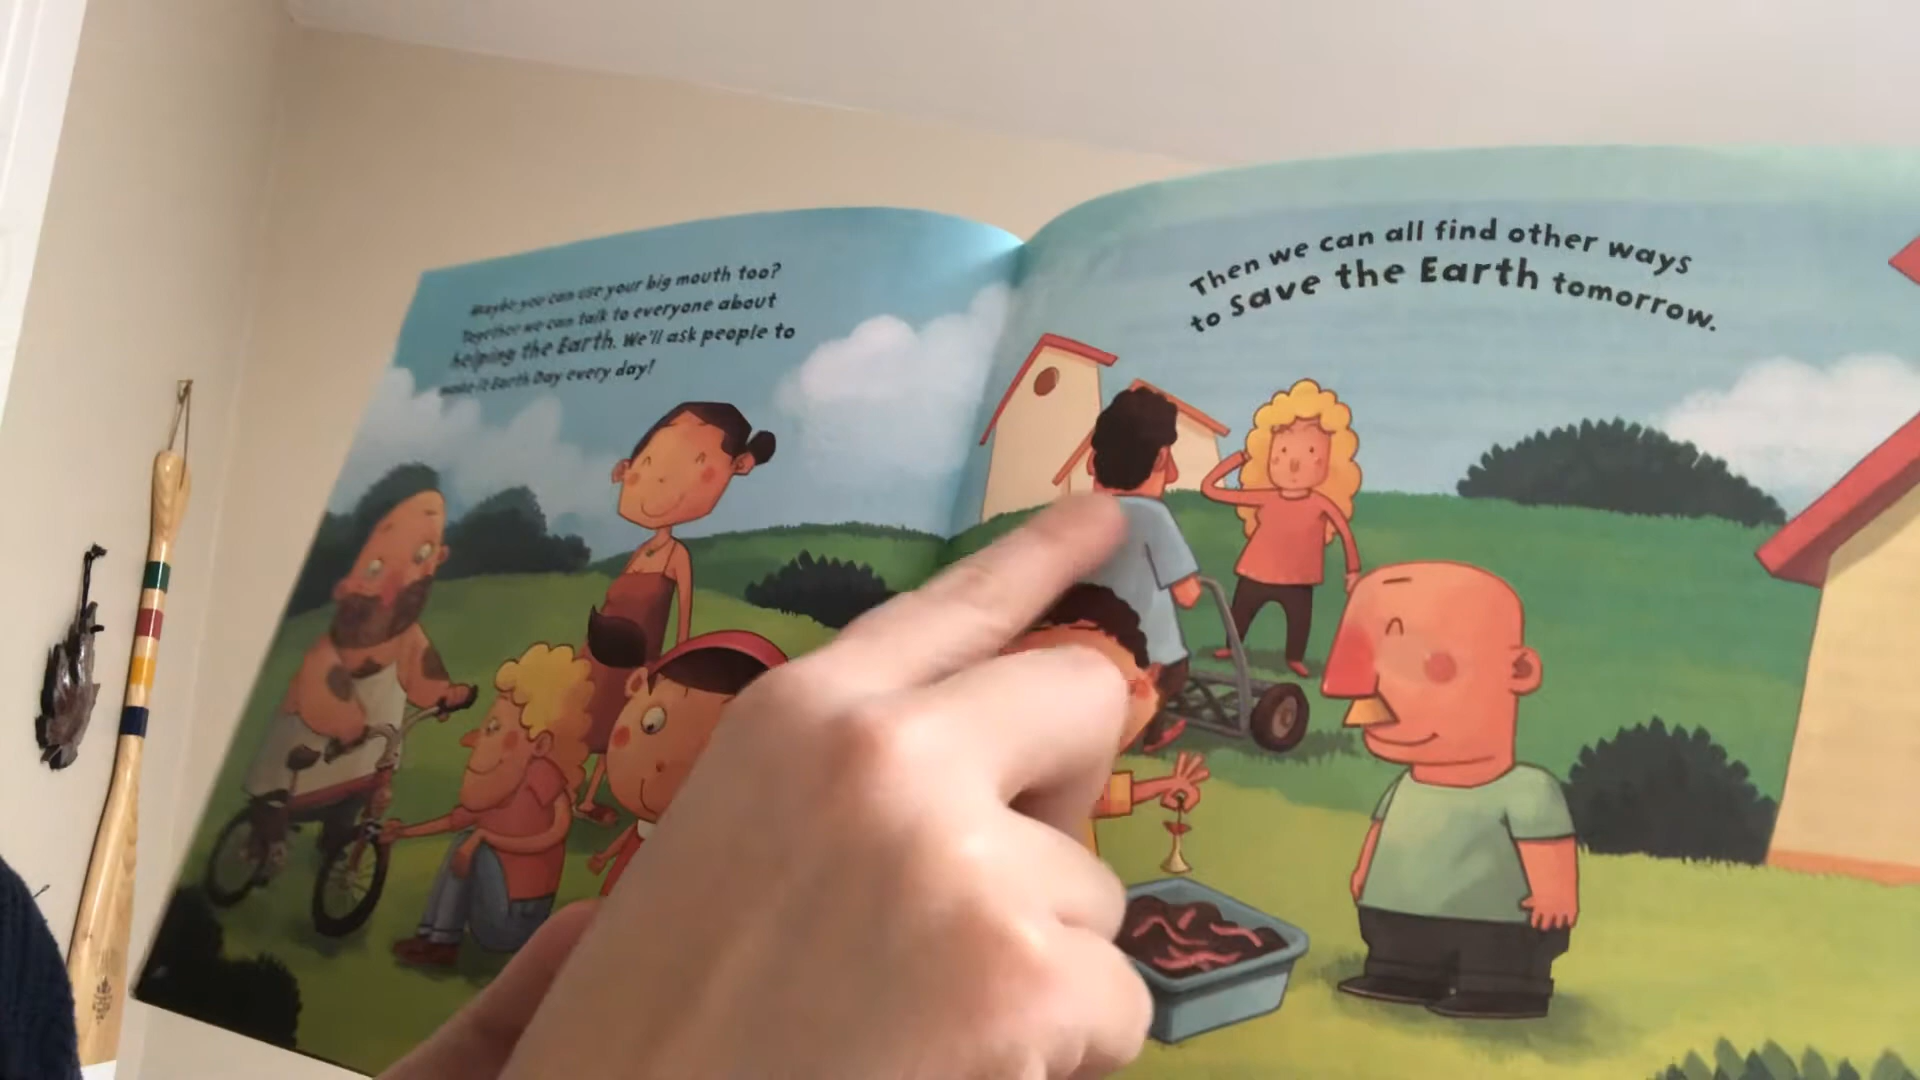 Maybe you can use your big mouth too?
Together we can talk to everyone about
helping the Earth. We'll ask people to
make it Earth Day every day!
Then we can all find other ways
to save the Earth tomorrow.